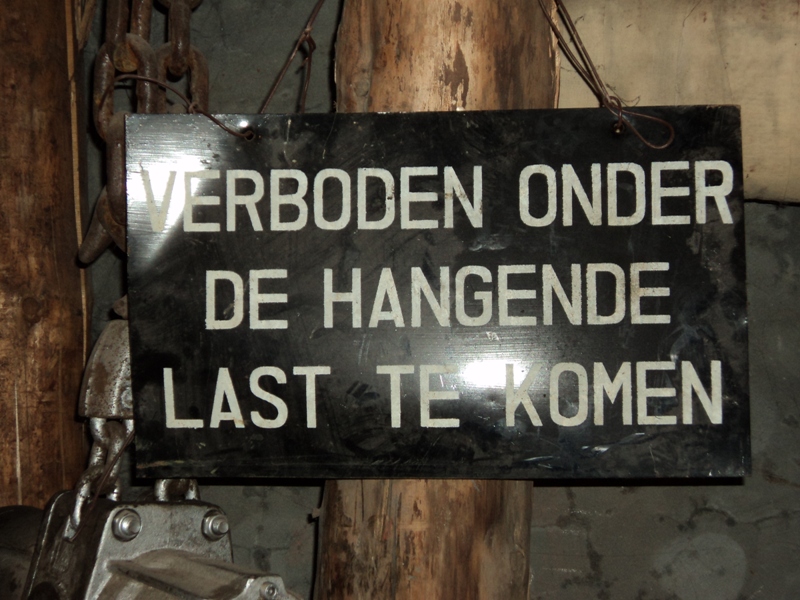 VERBODEN ONDER
DE HANGENDE
LAST TE KOMEN